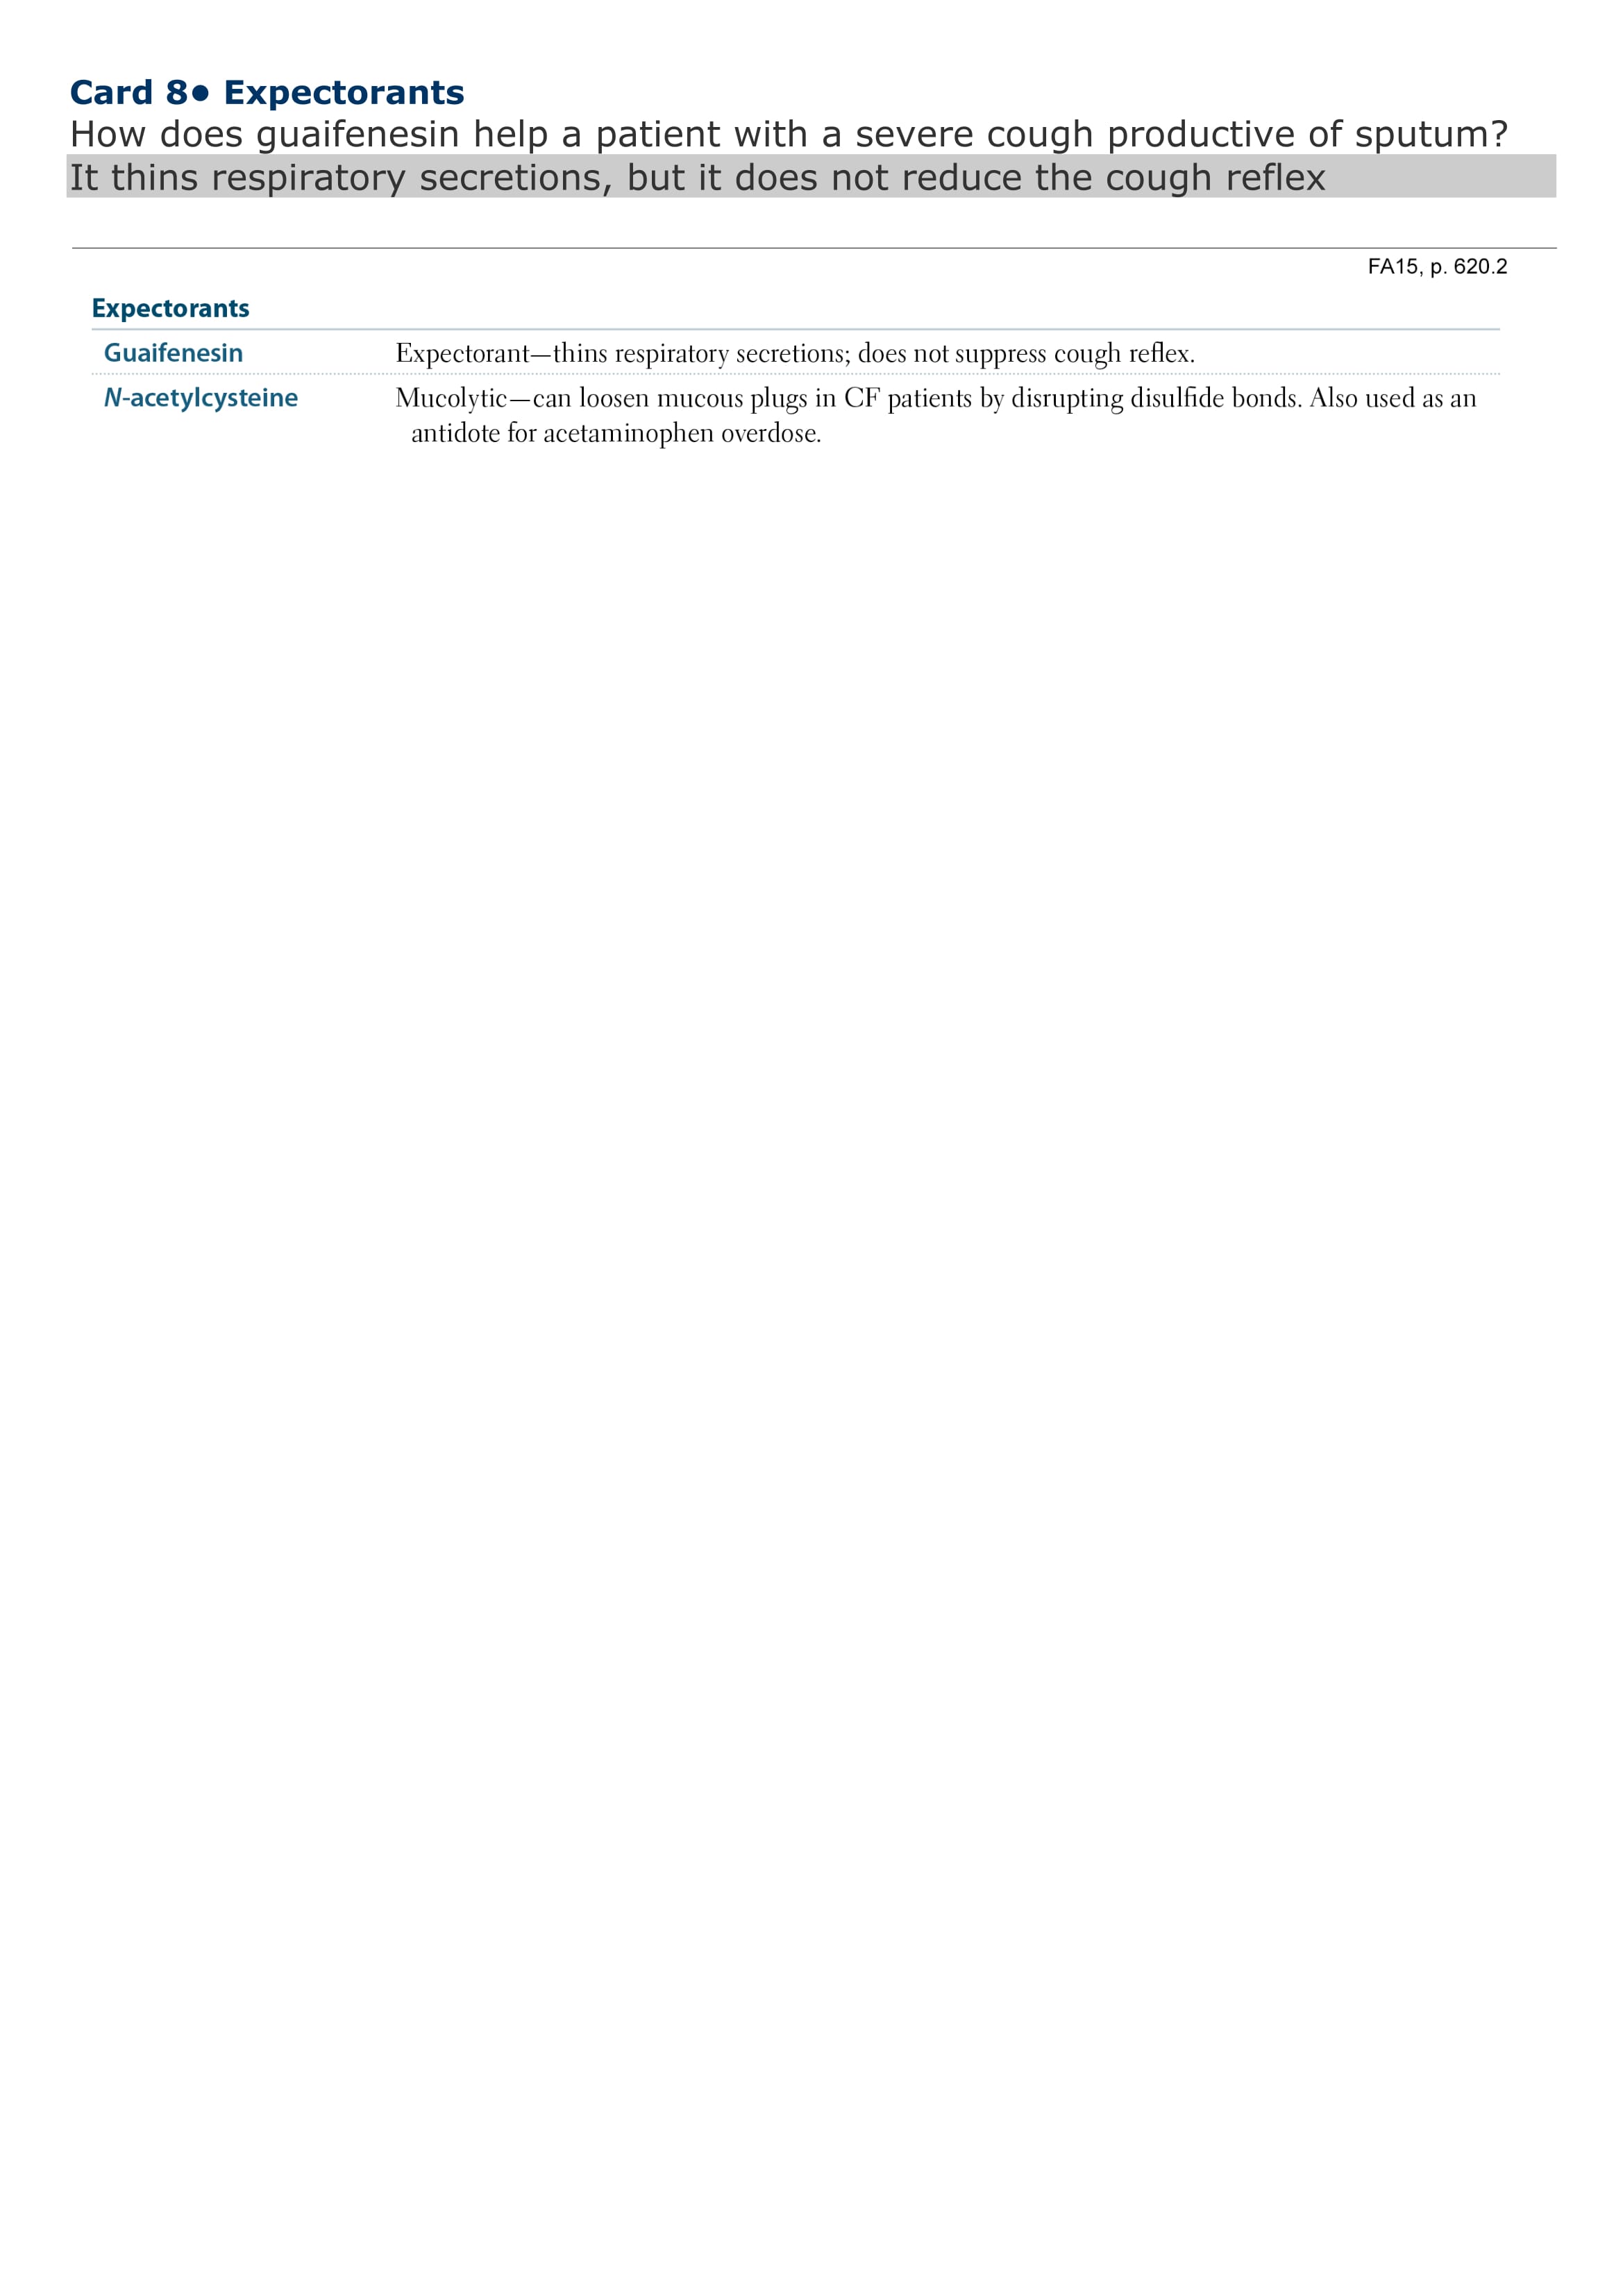 Card 8• Expectorants
How does guaifenesin help a patient with a severe cough productive of sputum?
It thins respiratory secretions, but it does not reduce the cough reflex
FA15, p. 620.2
Expectorants
Guaifenesin Expectorant—thins respiratory secretions; does not suppress cough reflex.
N-acetylcysteine Mucolytic—can loosen mucous plugs in CF patients by disrupting disulfide bonds. Also used as an
antidote for acetaminophen overdose.